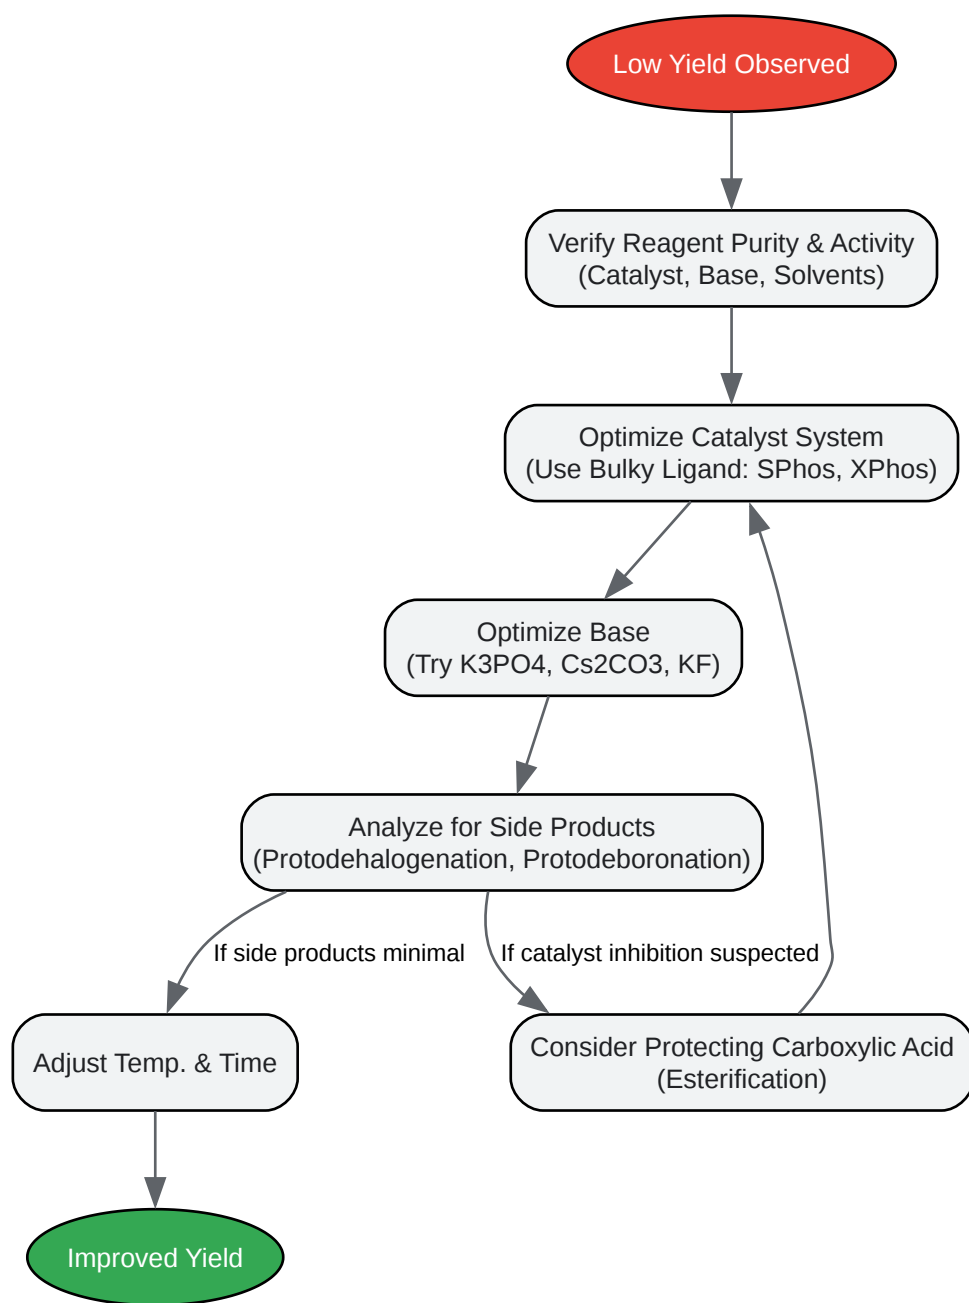 Low Yield Observed
Verify Reagent Purity & Activity
(Catalyst, Base, Solvents)
Optimize Catalyst System
(Use Bulky Ligand: SPhos, XPhos)
Optimize Base
(Try K3PO4, Cs2CO3, KF)
Analyze for Side Products
(Protodehalogenation, Protodeboronation)
If side products minimal
If catalyst inhibition suspected
Adjust Temp. & Time
Consider Protecting Carboxylic Acid
(Esterification)
Improved Yield